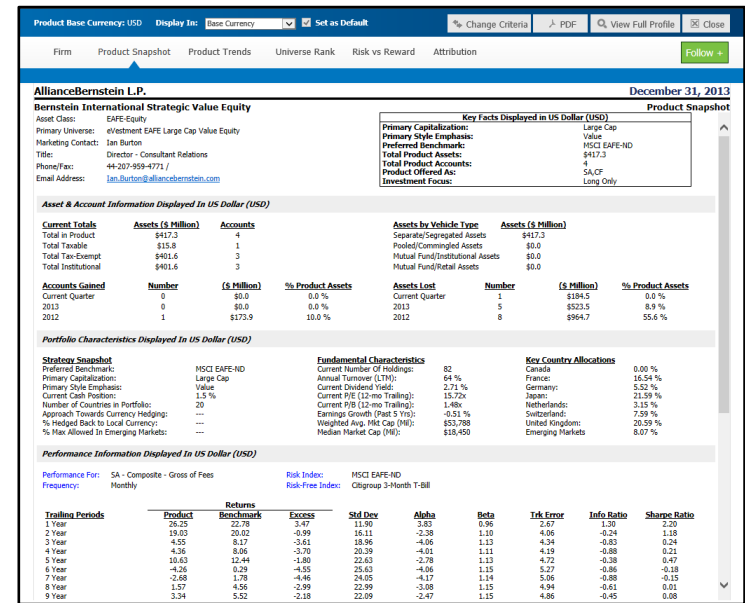 Product Base Currency: USD Display In: Base Currency Set as Default Change Criteria PDF View Full Profile Close
Firm Product Snapshot Product Trends Universe Rank Risk vs Reward Attribution Follow +
AllianceBernstein L.P. December 31, 2013
Bernstein International Strategic Value Equity Product Snapshot
Asset Class: EAFE-Equity
Primary Universe: eVestment EAFE Large Cap Value Equity
Marketing Contact: Ian Burton
Title: Director - Consultant Relations
Phone/Fax: 44-207-959-4771 /
Email Address: Ian.Burton@alliancebernstein.com
Key Facts Displayed in US Dollar (USD)
Primary Capitalization: Large Cap
Primary Style Emphasis: Value
Preferred Benchmark: MSCI EAFE-ND
Total Product Assets: $417.3
Total Product Accounts: 4
Product Offered As: SA,CF
Investment Focus: Long Only
Asset & Account Information Displayed In US Dollar (USD)
Current Totals Assets ($ Million) Accounts
Total in Product $417.3 4
Total Taxable $15.8 1
Total Tax-Exempt $401.6 3
Total Institutional $401.6 3
Assets by Vehicle Type Assets ($ Million)
Separate/Segregated Assets $417.3
Pooled/Commingled Assets $0.0
Mutual Fund/Institutional Assets $0.0
Mutual Fund/Retail Assets $0.0
Accounts Gained Number ($ Million) % Product Assets
Current Quarter 0 $0.0 0.0 %
2013 0 $0.0 0.0 %
2012 1 $173.9 10.0 %
Assets Lost Number ($ Million) % Product Assets
Current Quarter 1 $184.5 0.0 %
2013 5 $523.5 8.9 %
2012 8 $964.7 55.6 %
Portfolio Characteristics Displayed In US Dollar (USD)
Strategy Snapshot
Preferred Benchmark: MSCI EAFE-ND
Primary Capitalization: Large Cap
Primary Style Emphasis: Value
Current Cash Position: 1.5 %
Number of Countries in Portfolio: 20
Approach Towards Currency Hedging: ---
% Hedged Back to Local Currency: ---
% Max Allowed In Emerging Markets: ---
Fundamental Characteristics
Current Number Of Holdings: 82
Annual Turnover (LTM): 64 %
Current Dividend Yield: 2.71 %
Current P/E (12-mo Trailing): 15.72x
Current P/B (12-mo Trailing): 1.48x
Earnings Growth (Past 5 Yrs): -0.51 %
Weighted Avg. Mkt Cap (Mil): $53,788
Median Market Cap (Mil): $18,450
Key Country Allocations
Canada 0.00 %
France: 16.54 %
Germany: 5.52 %
Japan: 21.59 %
Netherlands: 3.15 %
Switzerland: 7.59 %
United Kingdom: 20.59 %
Emerging Markets 8.07 %
Performance Information Displayed In US Dollar (USD)
Performance For: SA - Composite - Gross of Fees Risk Index: MSCI EAFE-ND
Frequency: Monthly Risk-Free Index: Citigroup 3-Month T-Bill
Returns
Trailing Periods Product Benchmark Excess Std Dev Alpha Beta Trk Error Info Ratio Sharpe Ratio
1 Year 26.25 22.78 3.47 11.90 3.83 0.96 2.67 1.30 2.20
2 Year 19.03 20.02 -0.99 16.11 -2.38 1.10 4.06 -0.24 1.18
3 Year 4.55 8.17 -3.61 18.96 -4.06 1.13 4.34 -0.83 0.24
4 Year 4.36 8.06 -3.70 20.39 -4.01 1.11 4.19 -0.88 0.21
5 Year 10.63 12.44 -1.80 22.63 -2.78 1.13 4.72 -0.38 0.47
6 Year -4.26 0.29 -4.55 25.63 -4.06 1.15 5.27 -0.86 -0.18
7 Year -2.68 1.78 -4.46 24.05 -4.17 1.14 5.06 -0.88 -0.15
8 Year 1.57 4.56 -2.99 22.99 -3.08 1.15 4.94 -0.61 0.01
9 Year 3.34 5.52 -2.18 22.09 -2.47 1.15 4.86 -0.45 0.08